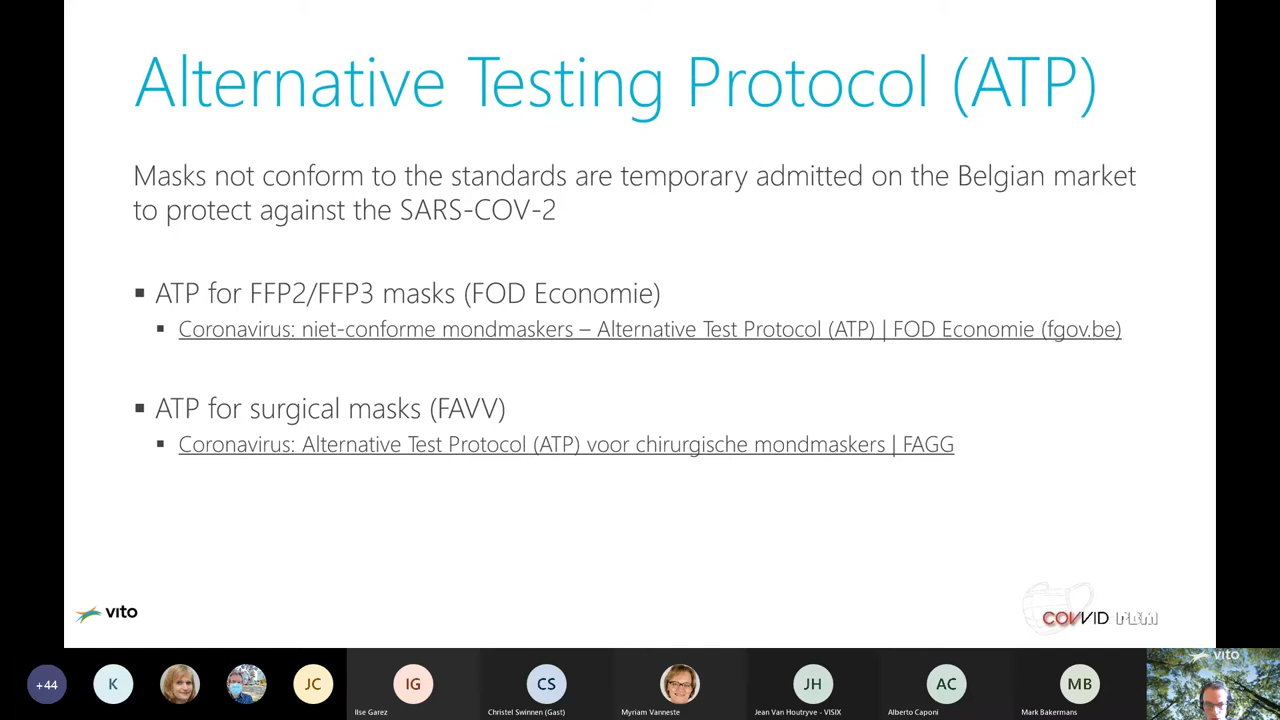 Alternative Testing Protocol (ATP)
Masks not conform to the standards are temporary admitted on the Belgian market
to protect against the SARS-COV-2
▪ ATP for FFP2/FFP3 masks (FOD Economie)
▪ Coronavirus: niet-conforme mondmaskers – Alternative Test Protocol (ATP) | FOD Economie (fgov.be)
▪ ATP for surgical masks (FAVV)
▪ Coronavirus: Alternative Test Protocol (ATP) voor chirurgische mondmaskers | FAGG
vito
COVVID PBM
vito
+44 K JC IG CS JH AC MB
Ilse Garez Christel Swinnen (Gast) Myriam Vanneste Jean Van Houtryve - VISIX Alberto Caponi Mark Bakermans